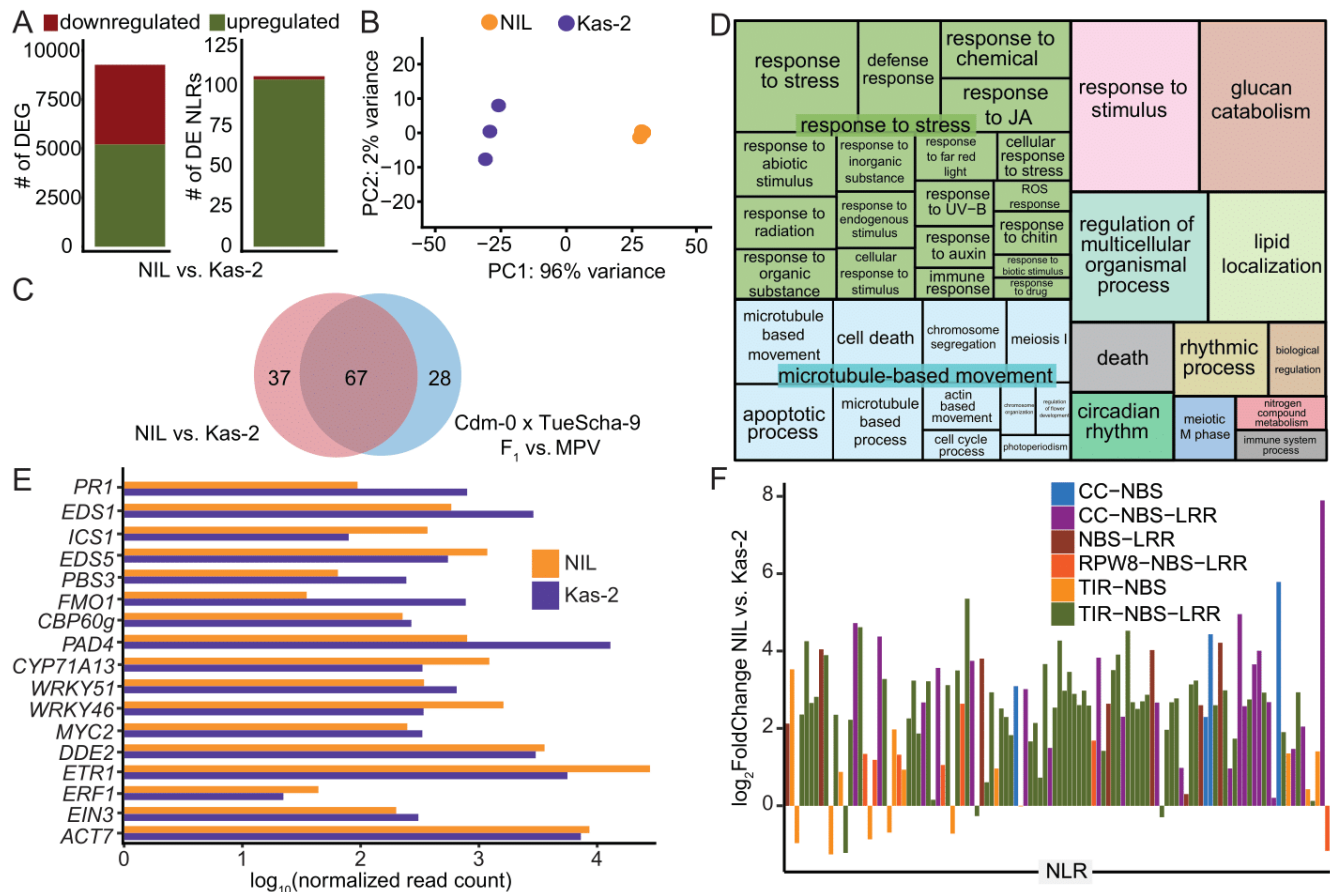 A
downregulated
upregulated
# of DEG
10000
7500
5000
2500
0
# of DE NLRs
125
100
75
50
25
0
NIL vs. Kas-2
B
NIL
Kas-2
PC2: 2% variance
20
10
0
−10
−20
−50
−25
0
25
50
PC1: 96% variance
C
37
67
28
NIL vs. Kas-2
Cdm-0 x TueScha-9
F1 vs. MPV
D
response
to stress
defense
response
response to
chemical
response
to JA
response to stress
response to
abiotic
stimulus
response to
inorganic
substance
response
to far red
light
cellular
response
to stress
response to
radiation
response to
endogenous
stimulus
response
to UV−B
ROS
response
response
to chitin
response
to auxin
response to
organic
substance
cellular
response to
stimulus
immune
response
response to
biotic stimulus
response
to drug
microtubule
based
movement
cell death
chromosome
segregation
meiosis I
microtubule-based movement
apoptotic
process
microtubule
based
process
actin
based
movement
chromosome
organization
regulation
of flower
development
cell cycle
process
photoperiodism
response to
stimulus
glucan
catabolism
regulation of
multicellular
organismal
process
lipid
localization
death
rhythmic
process
biological
regulation
circadian
rhythm
meiotic
M phase
nitrogen
compound
metabolism
immune system
process
E
PR1
EDS1
ICS1
EDS5
PBS3
FMO1
CBP60g
PAD4
CYP71A13
WRKY51
WRKY46
MYC2
DDE2
ETR1
ERF1
EIN3
ACT7
NIL
Kas-2
0
1
2
3
4
log10(normalized read count)
F
log2FoldChange NIL vs. Kas-2
8
6
4
2
0
CC−NBS
CC−NBS−LRR
NBS−LRR
RPW8−NBS−LRR
TIR−NBS
TIR−NBS−LRR
NLR